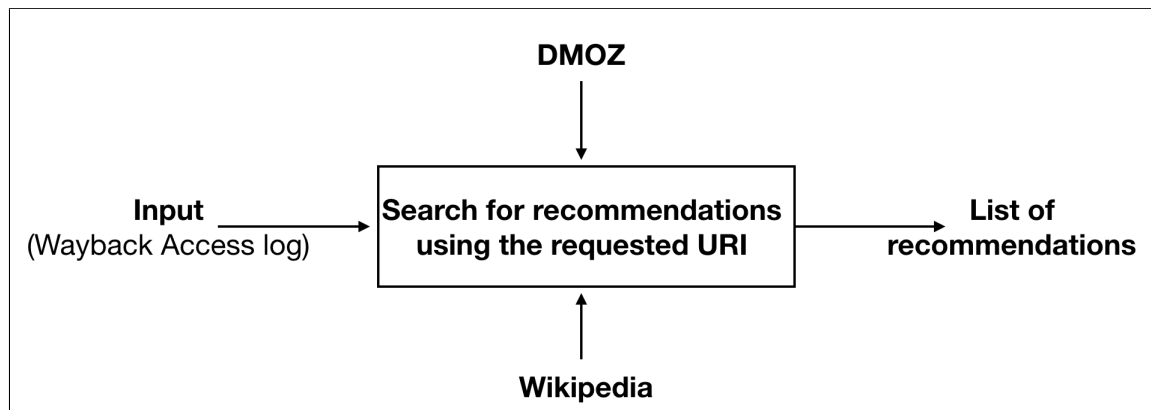 DMOZ
Input
(Wayback Access log)
Search for recommendations
using the requested URI
List of
recommendations
Wikipedia